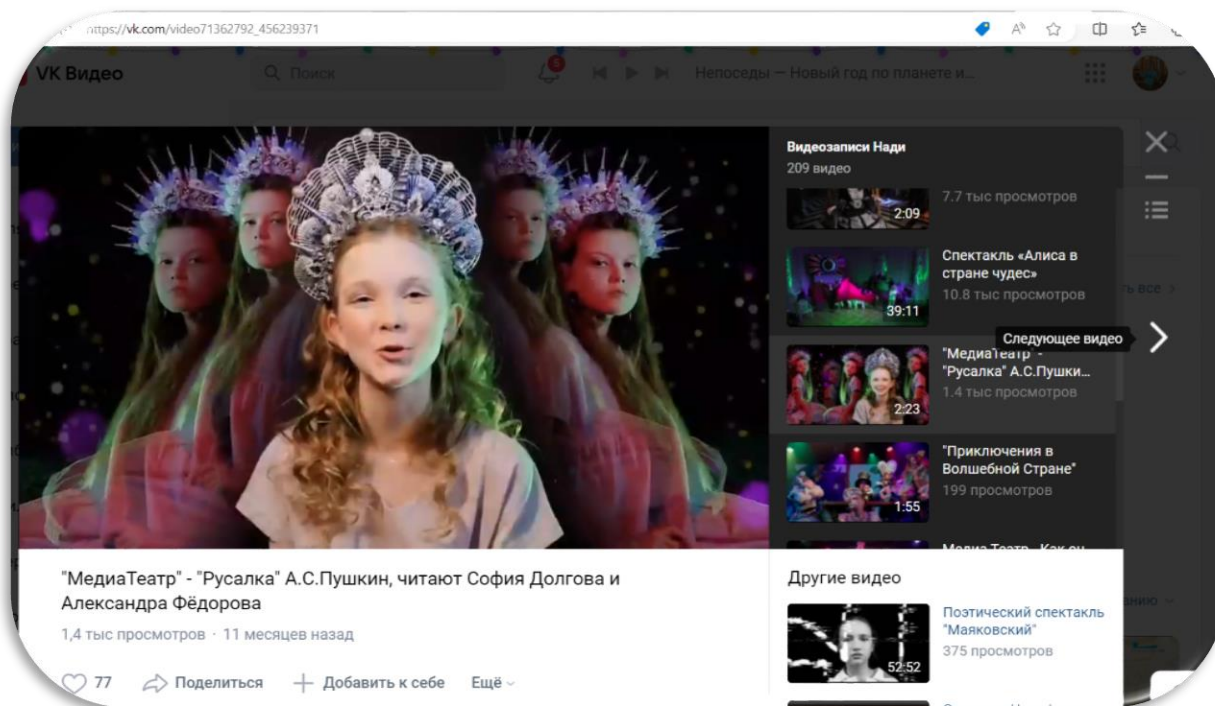 https://vk.com/video71362792_456239371
VK Видео
Поиск
5
Непоседы — Новый год по планете и...
Видеозаписи Нади
209 видео
7.7 тыс просмотров
2:09
Спектакль «Алиса в
стране чудес»
10.8 тыс просмотров
39:11
Следующее видео
"МедиаТеатр" -
"Русалка" А.С.Пушки...
1.4 тыс просмотров
2:23
"Приключения в
Волшебной Стране"
199 просмотров
1:55
"МедиаТеатр" - "Русалка" А.С.Пушкин, читают София Долгова и
Александра Фёдорова
1,4 тыс просмотров · 11 месяцев назад
77
Поделиться
Добавить к себе
Ещё
Другие видео
Поэтический спектакль
"Маяковский"
375 просмотров
52:52